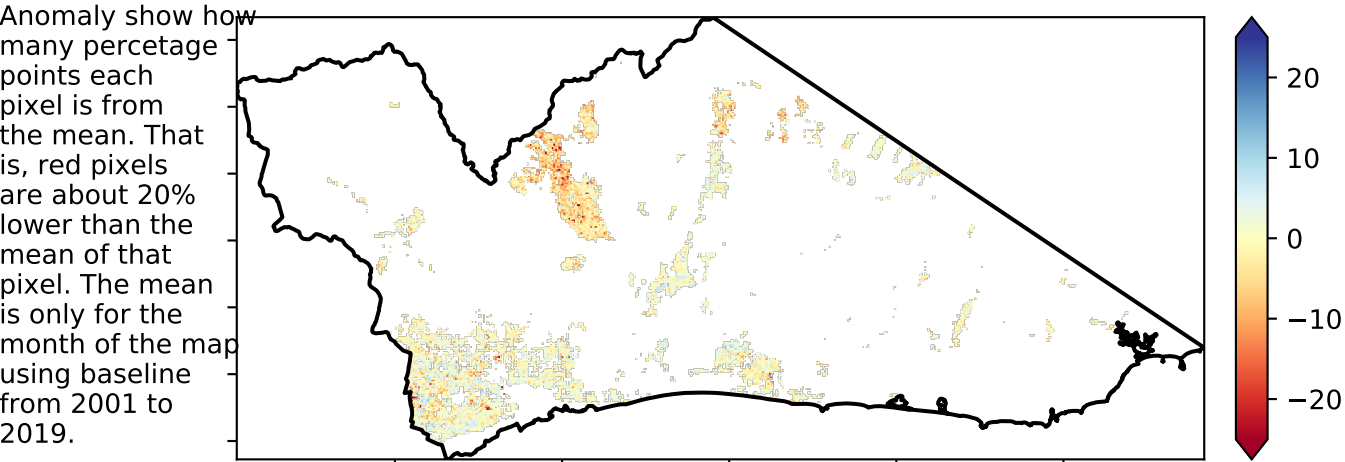 Anomaly show how
many percetage
points each
pixel is from
the mean. That
is, red pixels
are about 20%
lower than the
mean of that
pixel. The mean
is only for the
month of the map
using baseline
from 2001 to
2019.
20
10
0
−10
−20